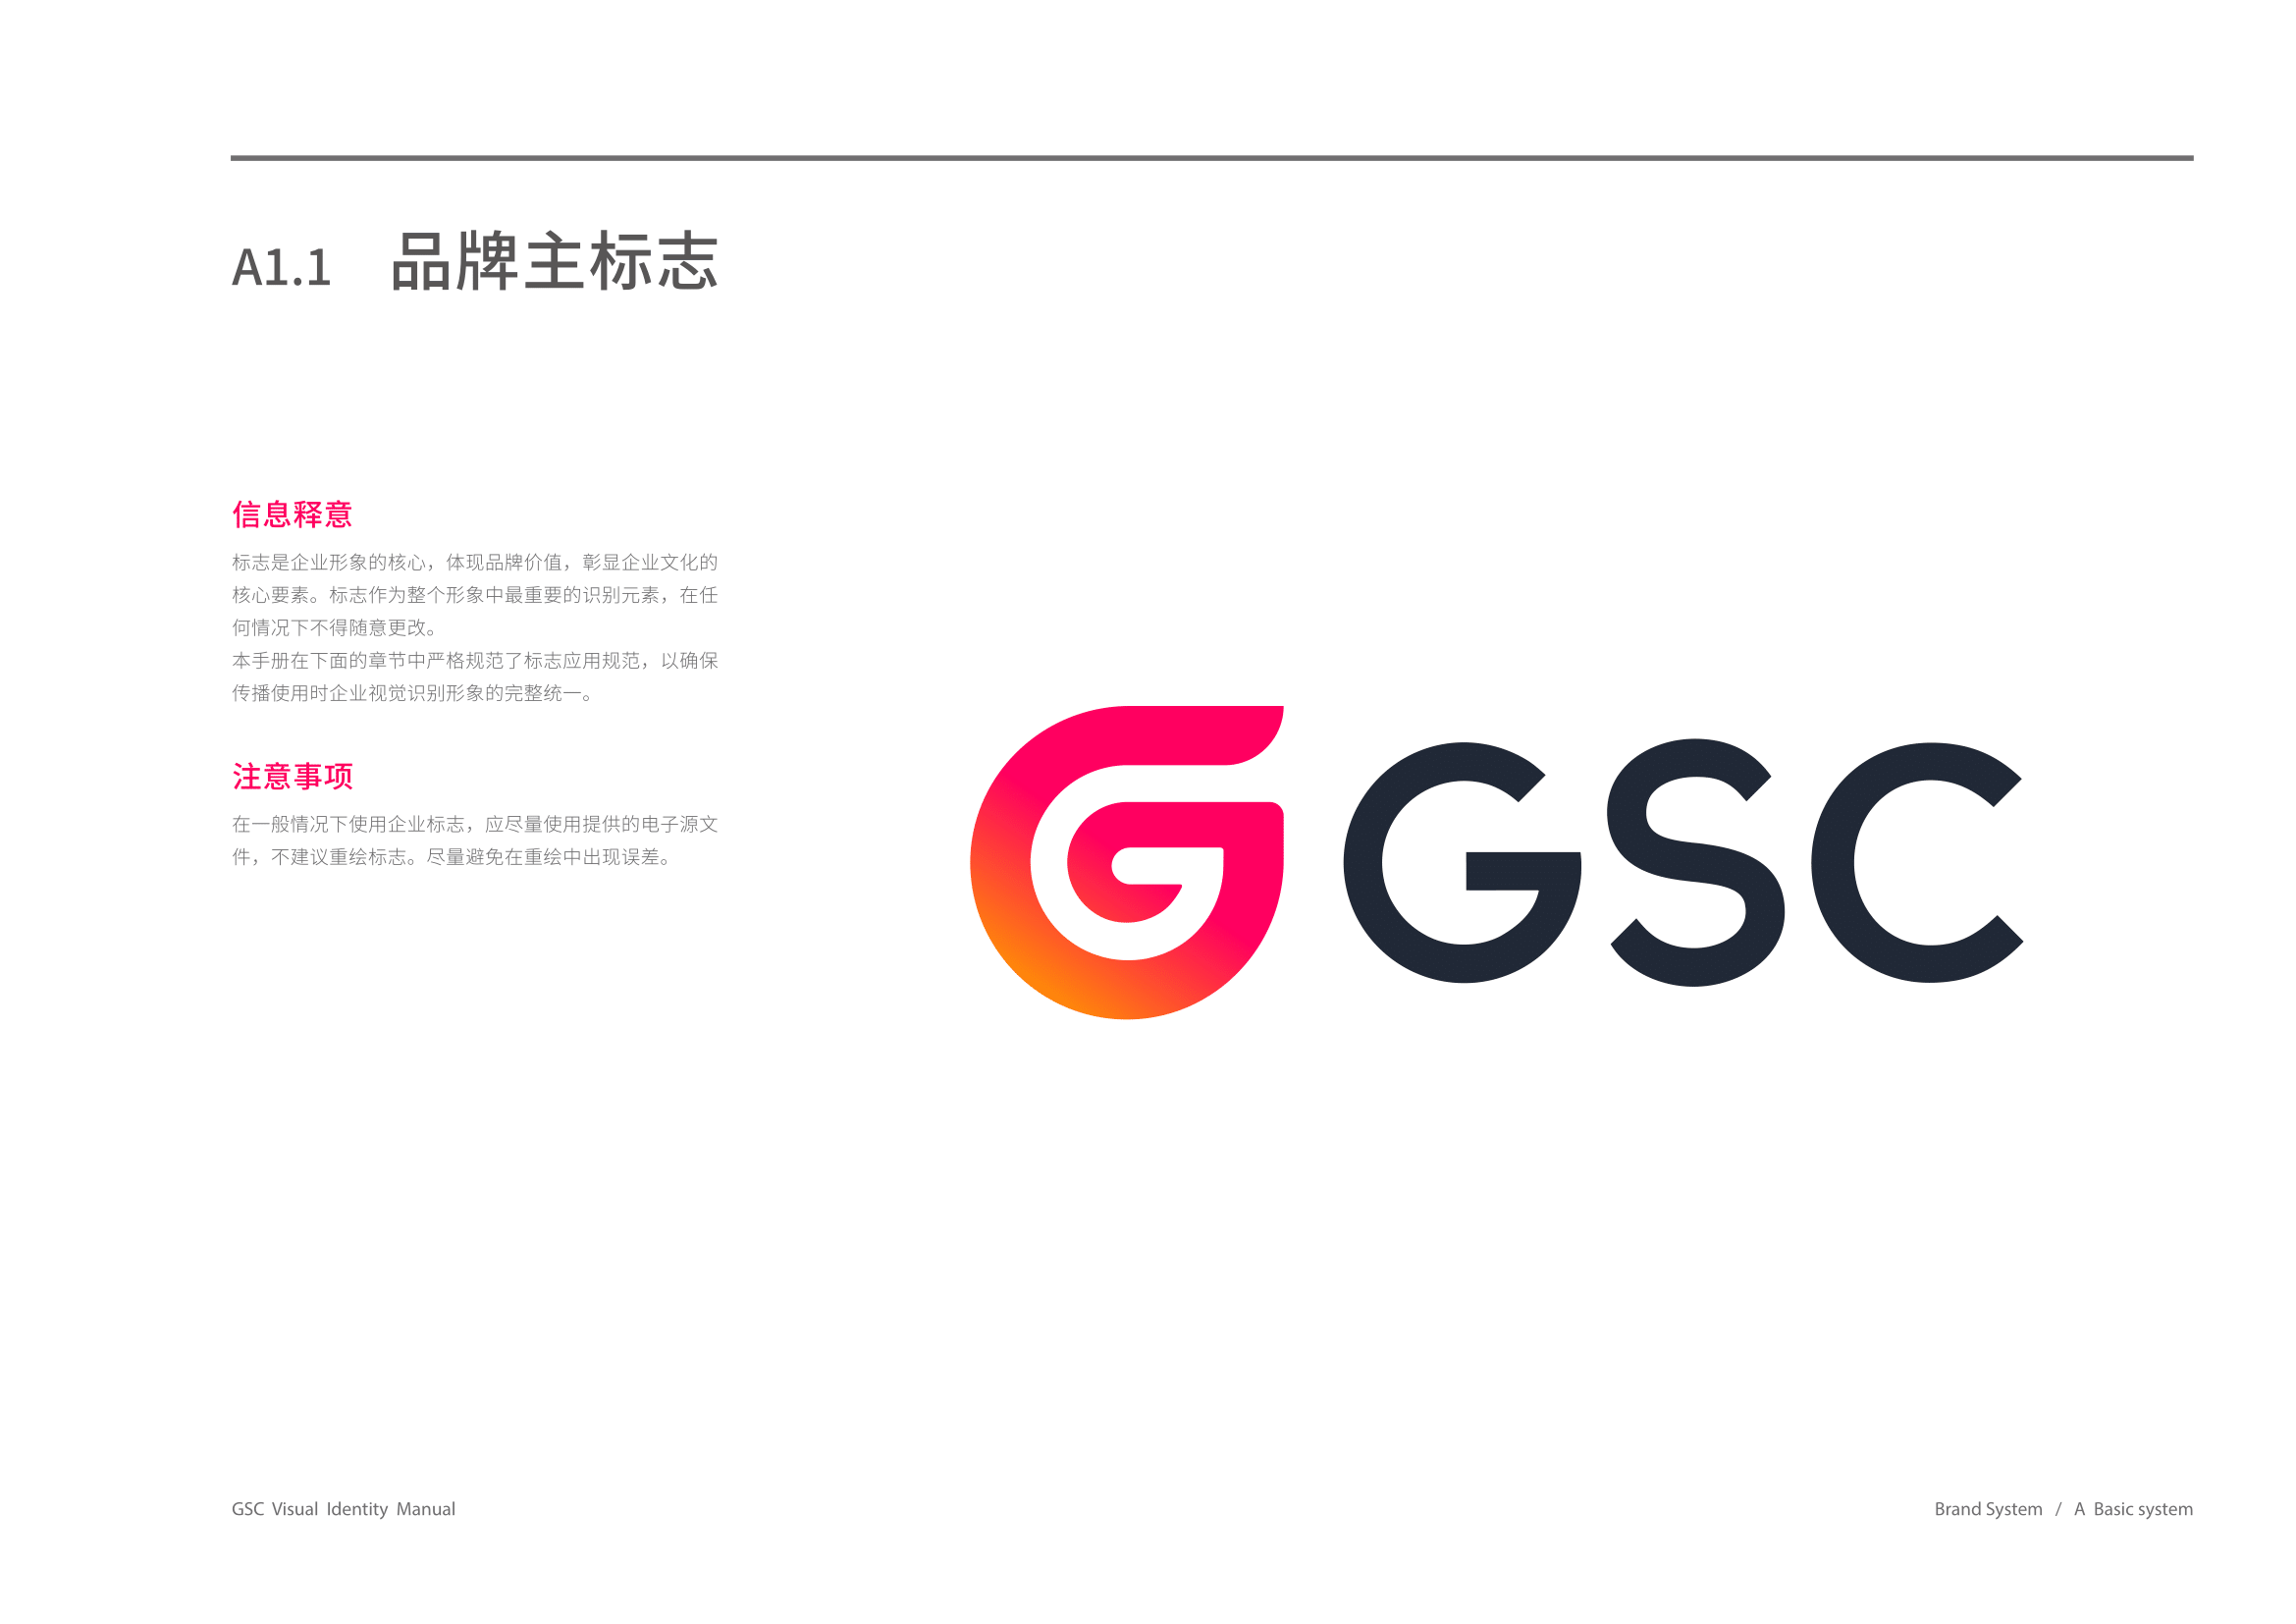 A1.1 品牌主标志
信息释意
标志是企业形象的核心，体现品牌价值，彰显企业文化的
核心要素。标志作为整个形象中最重要的识别元素，在任
何情况下不得随意更改。
本手册在下面的章节中严格规范了标志应用规范，以确保
传播使用时企业视觉识别形象的完整统一。
注意事项
在一般情况下使用企业标志，应尽量使用提供的电子源文
件，不建议重绘标志。尽量避免在重绘中出现误差。
GSC
GSC Visual Identity Manual
Brand System / A Basic system